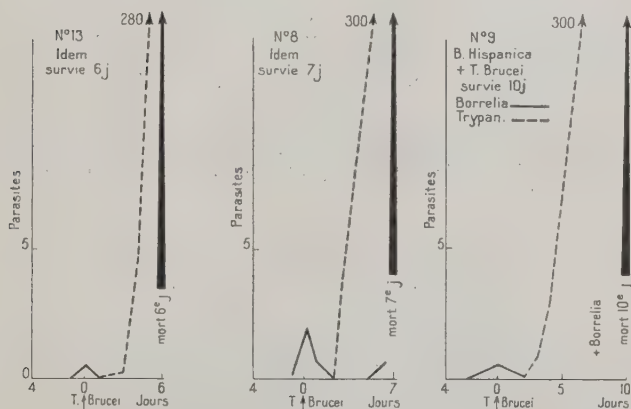 280
N°13
Idem
survie 6j
Parasites
5
0
mort 6e j
4
0
6
T. Brucei
Jours
300
N°8
Idem
survie 7j
Parasites
5
mort 7e j
4
0
7
T Brucei
Jours
300
N°9
B. Hispanica
+ T. Brucei
survie 10j
Borrelia
Trypan.
Parasites
5
+ Borrelia
mort 10e j
4
0
5
10
T Brucei
Jours